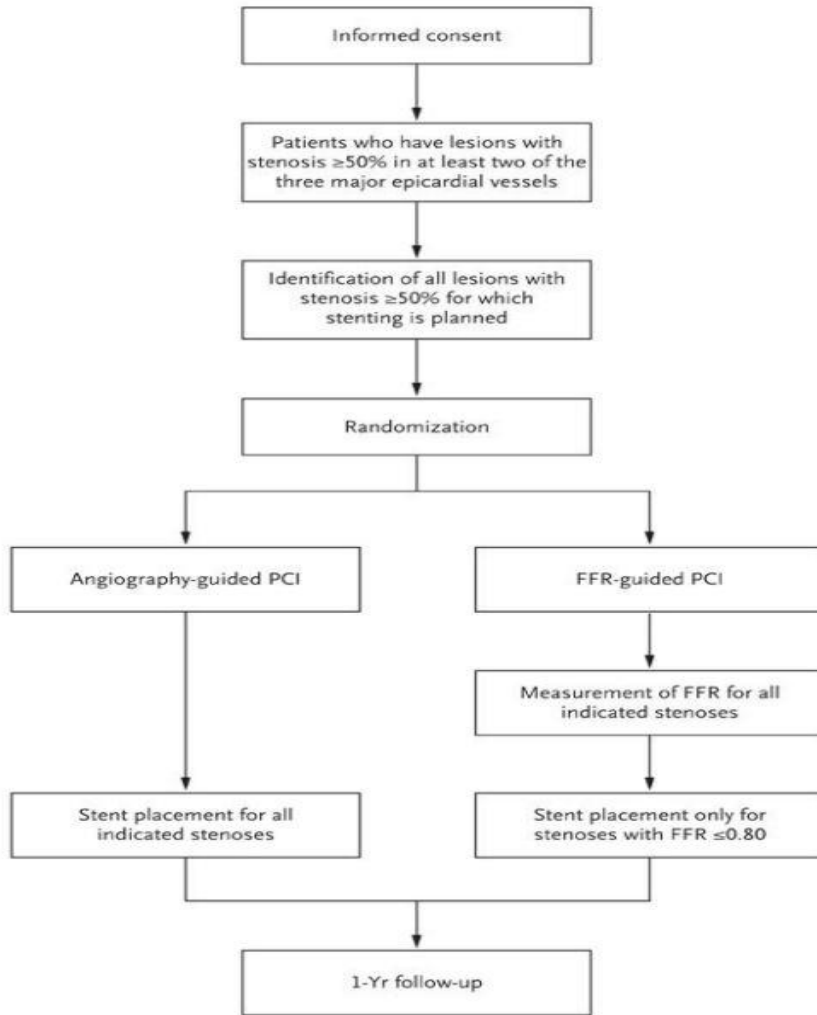 Informed consent
Patients who have lesions with
stenosis ≥50% in at least two of the
three major epicardial vessels
Identification of all lesions with
stenosis ≥50% for which
stenting is planned
Randomization
Angiography-guided PCI
FFR-guided PCI
Measurement of FFR for all
indicated stenoses
Stent placement for all
indicated stenoses
Stent placement only for
stenoses with FFR ≤0.80
1-Yr follow-up